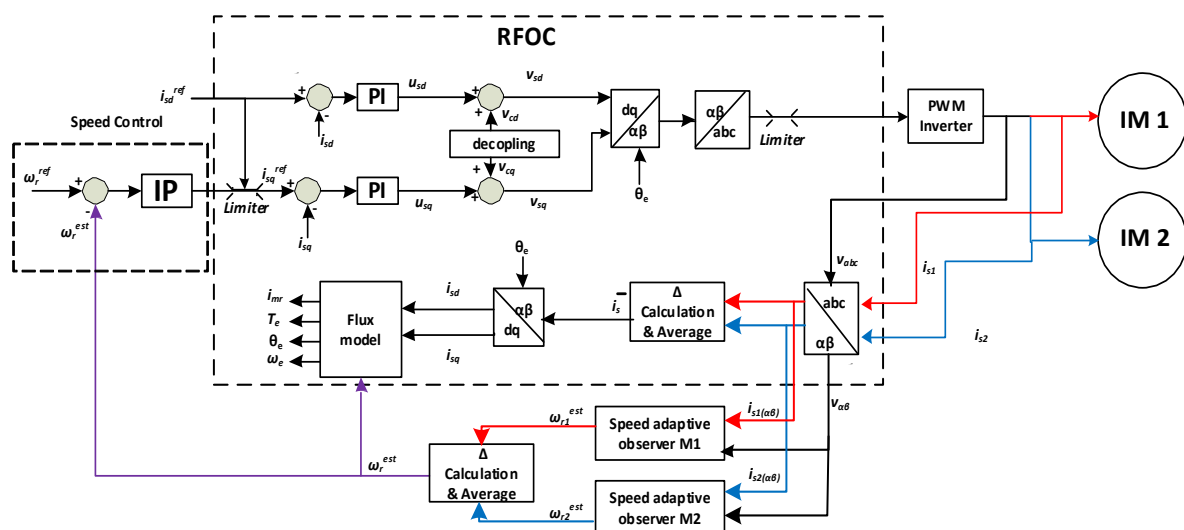 RFOC
i_sd^ref
+
-
i_sd
PI
u_sd
+
+
v_cd
v_sd
dq
αβ
θ_e
αβ
abc
Limiter
PWM
Inverter
IM 1
IM 2
Speed Control
ω_r^ref
+
-
ω_r^est
IP
Limiter
i_sq^ref
+
-
i_sq
PI
u_sq
decopling
v_cq
+
+
v_sq
v_abc
i_s1
i_s2
abc
αβ
v_αβ
θ_e
i_mr
T_e
θ_e
ω_e
Flux
model
i_sd
i_sq
αβ
dq
i_s
Δ
Calculation
& Average
i_s1(αβ)
i_s2(αβ)
ω_r1^est
Speed adaptive
observer M1
ω_r^est
Δ
Calculation
& Average
ω_r2^est
Speed adaptive
observer M2